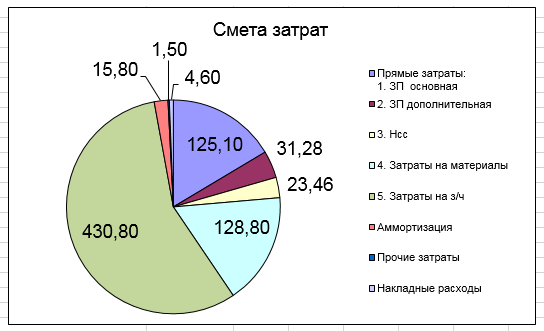 Смета затрат
1,50
15,80
4,60
125,10
31,28
23,46
128,80
430,80
Прямые затраты:
1. ЗП основная
2. ЗП дополнительная
3. Нсс
4. Затраты на материалы
5. Затраты на з/ч
Аммортизация
Прочие затраты
Накладные расходы